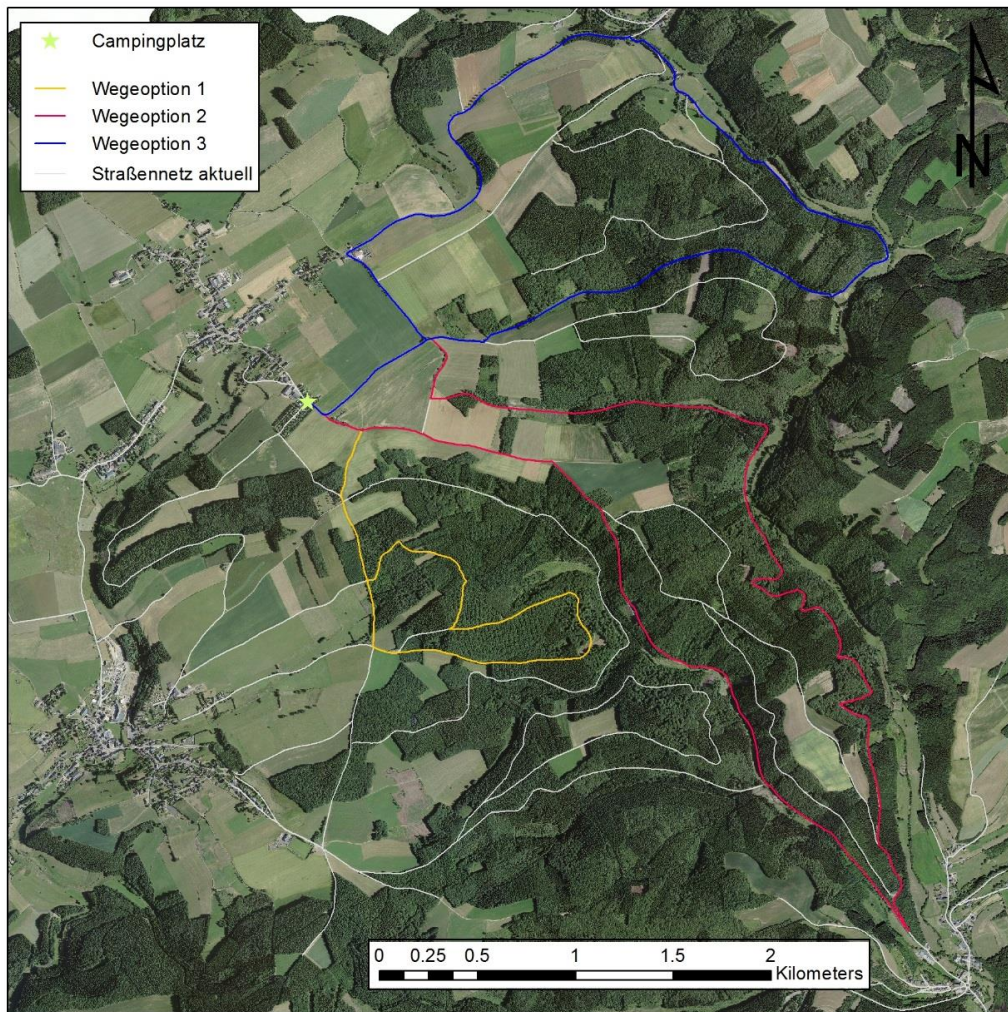 Campingplatz
Wegeoption 1
Wegeoption 2
Wegeoption 3
Straßennetz aktuell
N
0 0.25 0.5 1 1.5 2
Kilometers